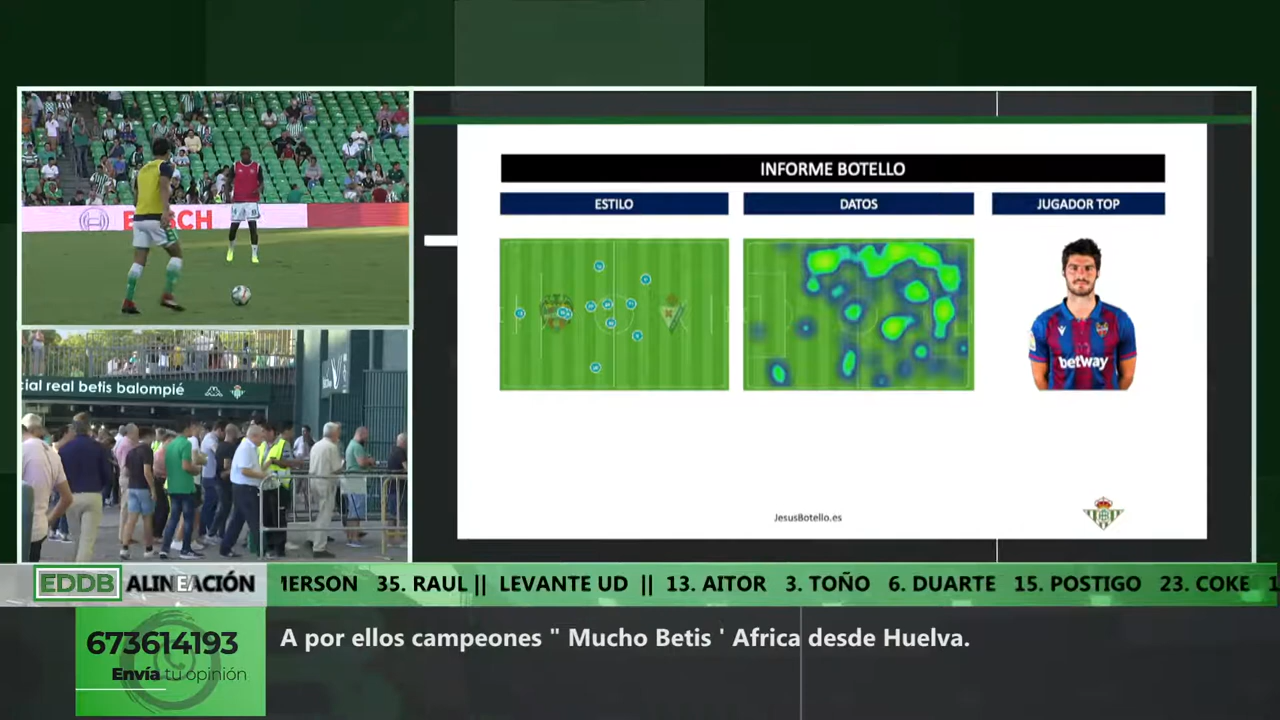 BOSCH
cial real betis balompié
INFORME BOTELLO
ESTILO
DATOS
JUGADOR TOP
betway
JesusBotello.es
EDDB
ALINEACIÓN
MERSON 35. RAUL || LEVANTE UD || 13. AITOR 3. TOÑO 6. DUARTE 15. POSTIGO 23. COKE 1
673614193
Envía tu opinión
A por ellos campeones " Mucho Betis ' Africa desde Huelva.